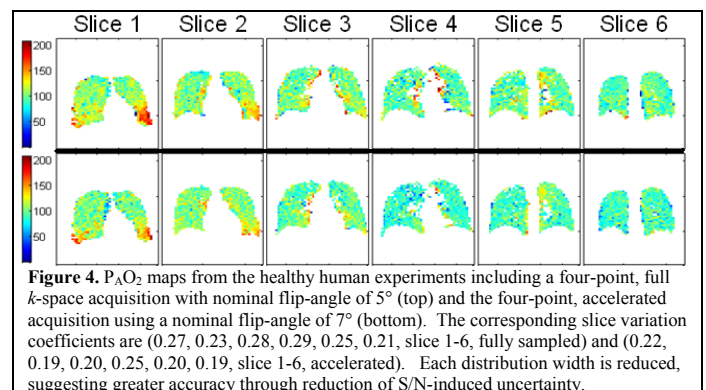 Slice 1 Slice 2 Slice 3 Slice 4 Slice 5 Slice 6
200
150
100
50
200
150
100
50
Figure 4. PAO2 maps from the healthy human experiments including a four-point, full
k-space acquisition with nominal flip-angle of 5° (top) and the four-point, accelerated
acquisition using a nominal flip-angle of 7° (bottom). The corresponding slice variation
coefficients are (0.27, 0.23, 0.28, 0.29, 0.25, 0.21, slice 1-6, fully sampled) and (0.22,
0.19, 0.20, 0.25, 0.20, 0.19, slice 1-6, accelerated). Each distribution width is reduced,
suggesting greater accuracy through reduction of S/N-induced uncertainty.